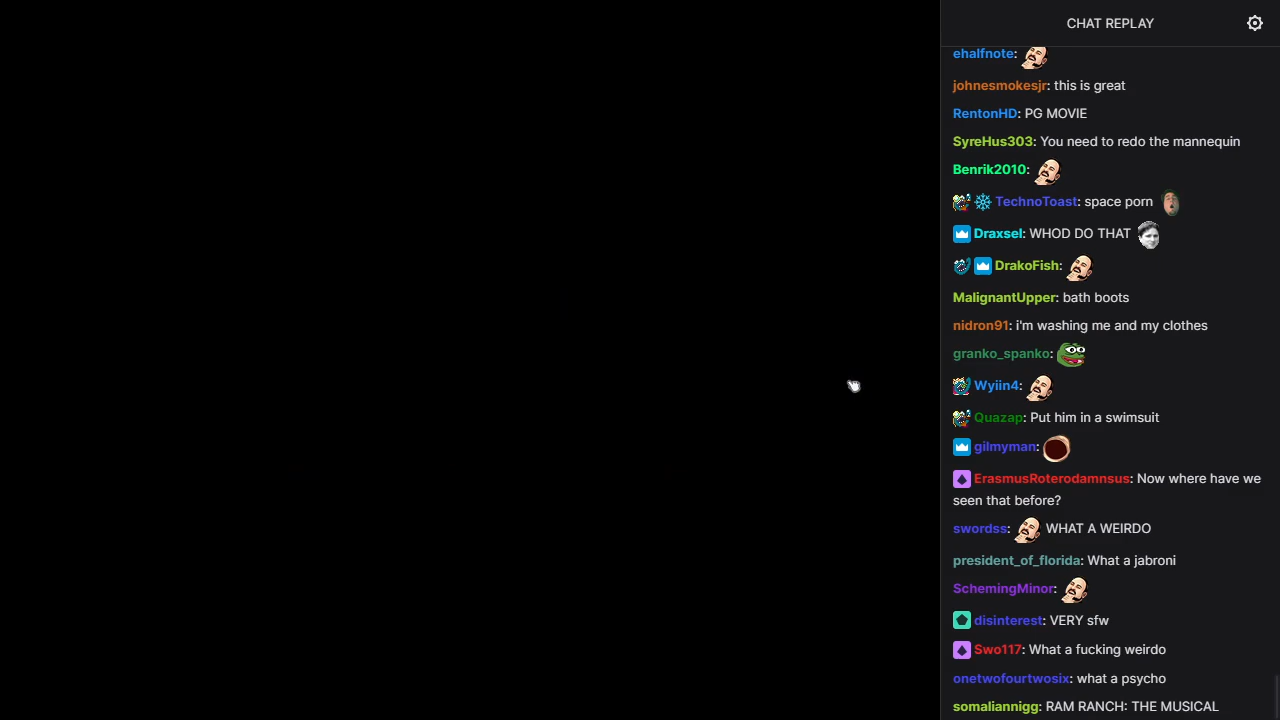 CHAT REPLAY
ehalfnote:
johnesmokesjr: this is great
RentonHD: PG MOVIE
SyreHus303: You need to redo the mannequin
Benrik2010:
TechnoToast: space porn
Draxsel: WHOD DO THAT
DrakoFish:
MalignantUpper: bath boots
nidron91: i'm washing me and my clothes
granko_spanko:
Wyiin4:
Quazap: Put him in a swimsuit
gilmyman:
ErasmusRoterodamnsus: Now where have we
seen that before?
swordss: WHAT A WEIRDO
president_of_florida: What a jabroni
SchemingMinor:
disinterest: VERY sfw
Swo117: What a fucking weirdo
onetwofourtwosix: what a psycho
somaliannigg: RAM RANCH: THE MUSICAL